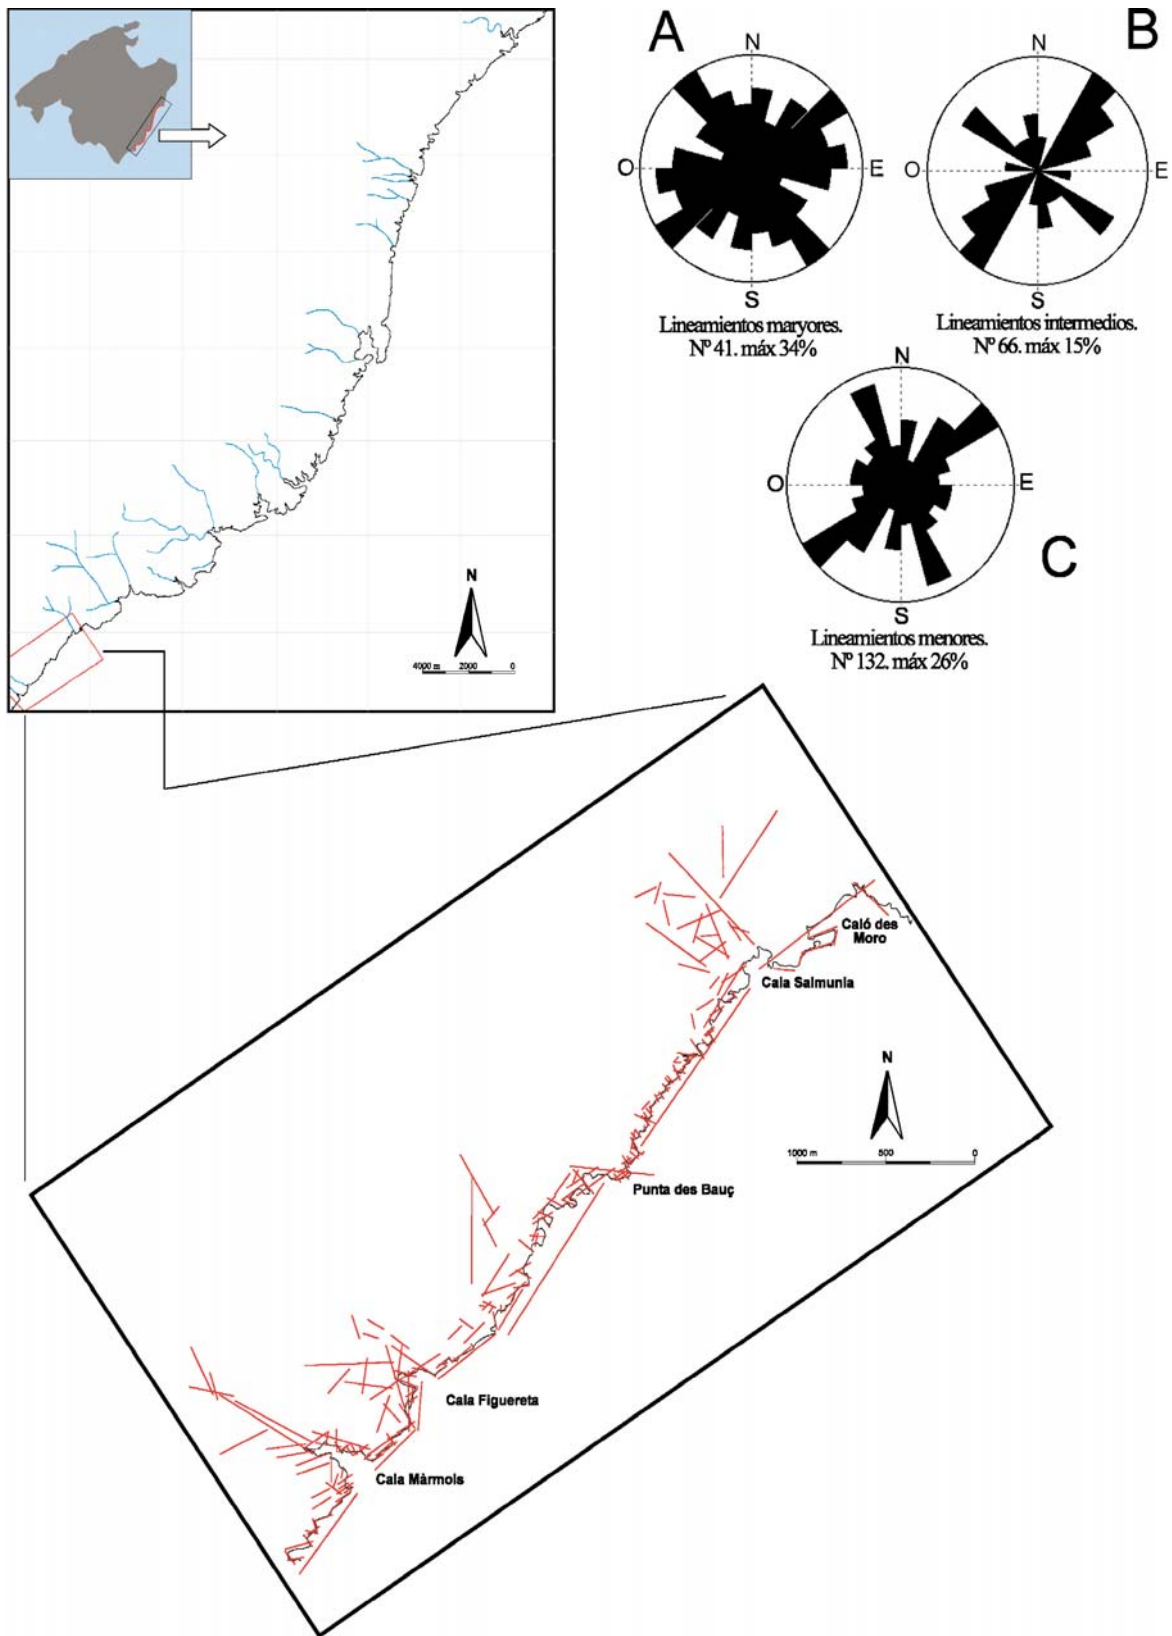 A
N
O
E
S
Lineamientos maryores.
Nº 41. máx 34%
B
N
O
E
S
Lineamientos intermedios.
Nº 66. máx 15%
N
O
E
C
S
Lineamientos menores.
Nº 132. máx 26%
N
4000 m 2000 0
Caló des
Moro
Cala Salmunia
N
1000 m 500 0
Punta des Bauç
Cala Figuereta
Cala Màrmols